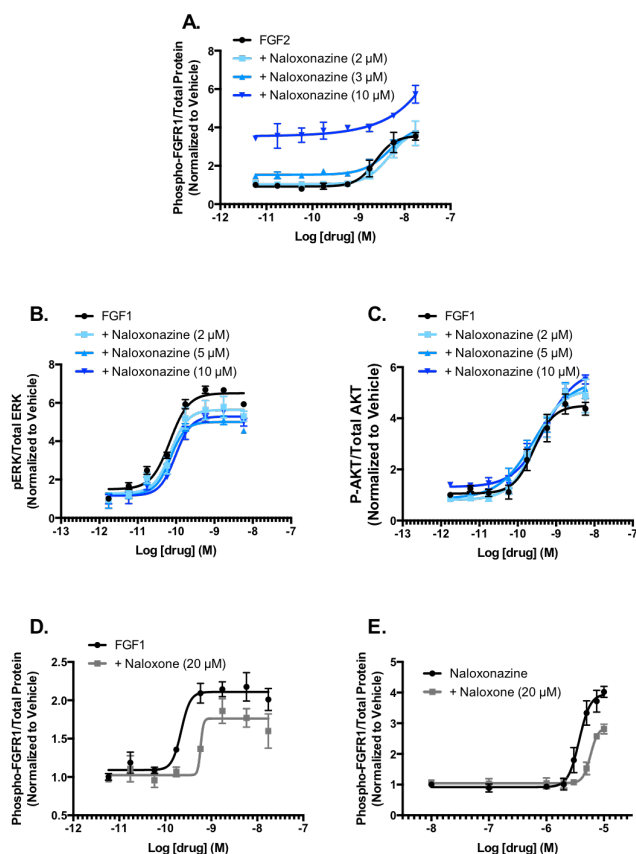 A.
FGF2
+ Naloxonazine (2 µM)
+ Naloxonazine (3 µM)
+ Naloxonazine (10 µM)
Phospho-FGFR1/Total Protein
(Normalized to Vehicle)
8
6
4
2
0
-12 -11 -10 -9 -8 -7
Log [drug] (M)
B.
FGF1
+ Naloxonazine (2 µM)
+ Naloxonazine (5 µM)
+ Naloxonazine (10 µM)
pERK/Total ERK
(Normalized to Vehicle)
8
6
4
2
0
-13 -12 -11 -10 -9 -8 -7
Log [drug] (M)
C.
FGF1
+ Naloxonazine (2 µM)
+ Naloxonazine (5 µM)
+ Naloxonazine (10 µM)
P-AKT/Total AKT
(Normalized to Vehicle)
6
4
2
0
-13 -12 -11 -10 -9 -8 -7
Log [drug] (M)
D.
FGF1
+ Naloxone (20 µM)
Phospho-FGFR1/Total Protein
(Normalized to Vehicle)
2.5
2.0
1.5
1.0
0.5
-12 -11 -10 -9 -8 -7
Log [drug] (M)
E.
Naloxonazine
+ Naloxone (20 µM)
Phospho-FGFR1/Total Protein
(Normalized to Vehicle)
5
4
3
2
1
0
-8 -7 -6 -5
Log [drug] (M)